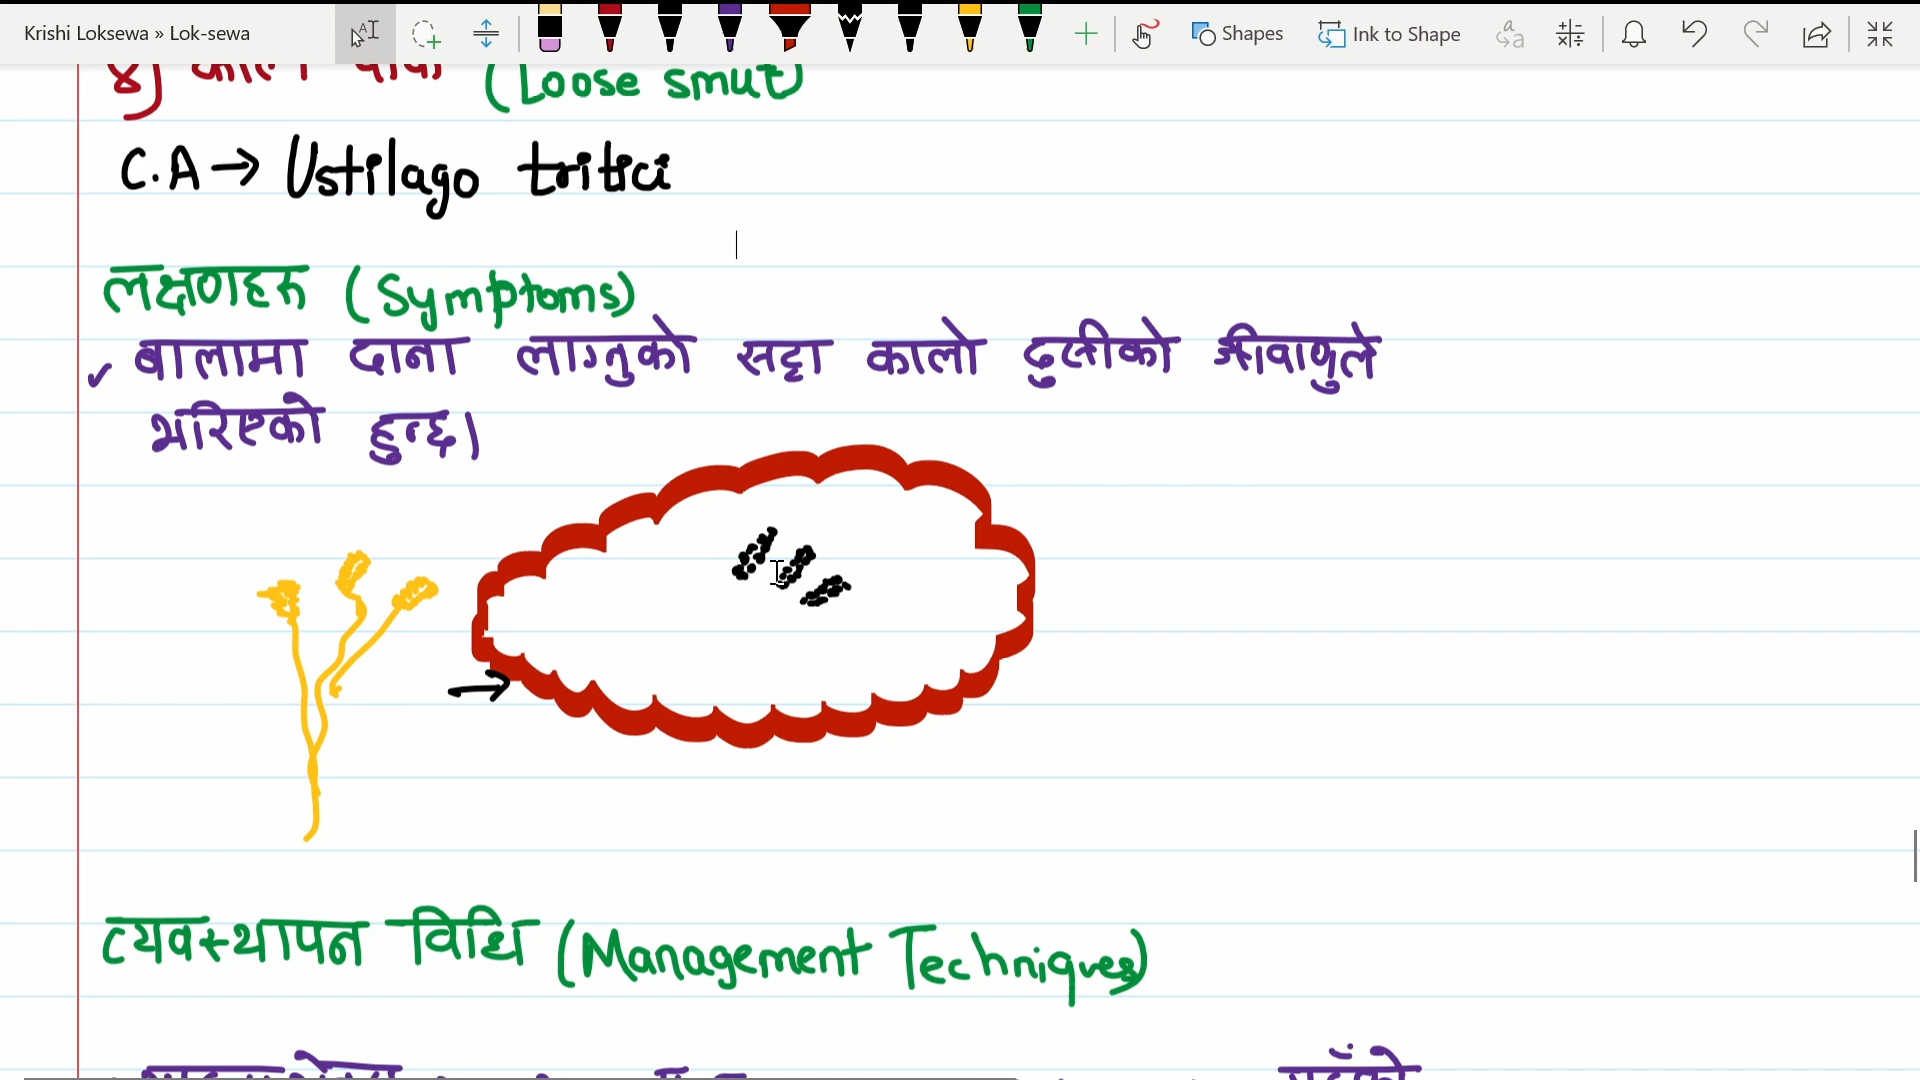 Krishi Loksewa » Lok-sewa
Shapes
Ink to Shape
४) कालो पोके (Loose smut)
C.A → Ustilago tritici
लक्षणहरु (Symptoms)
✓ बालामा दाना लाग्नुको सट्टा कालो ढुसीको जीवाणुले
भरिएको हुन्छ।
व्यवस्थापन विधि (Management Techniques)